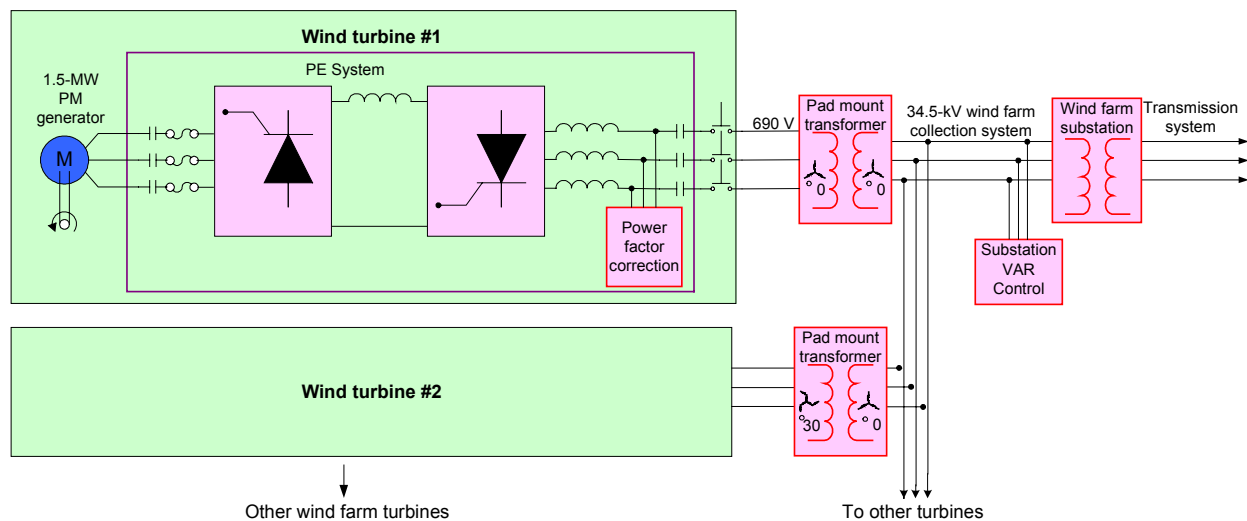 Wind turbine #1
PE System
1.5-MW
PM
generator
M
690 V
Pad mount
transformer
34.5-kV wind farm
collection system
Wind farm
substation
Transmission
system
° 0
° 0
Power
factor
correction
Substation
VAR
Control
Wind turbine #2
Pad mount
transformer
°30
° 0
Other wind farm turbines
To other turbines